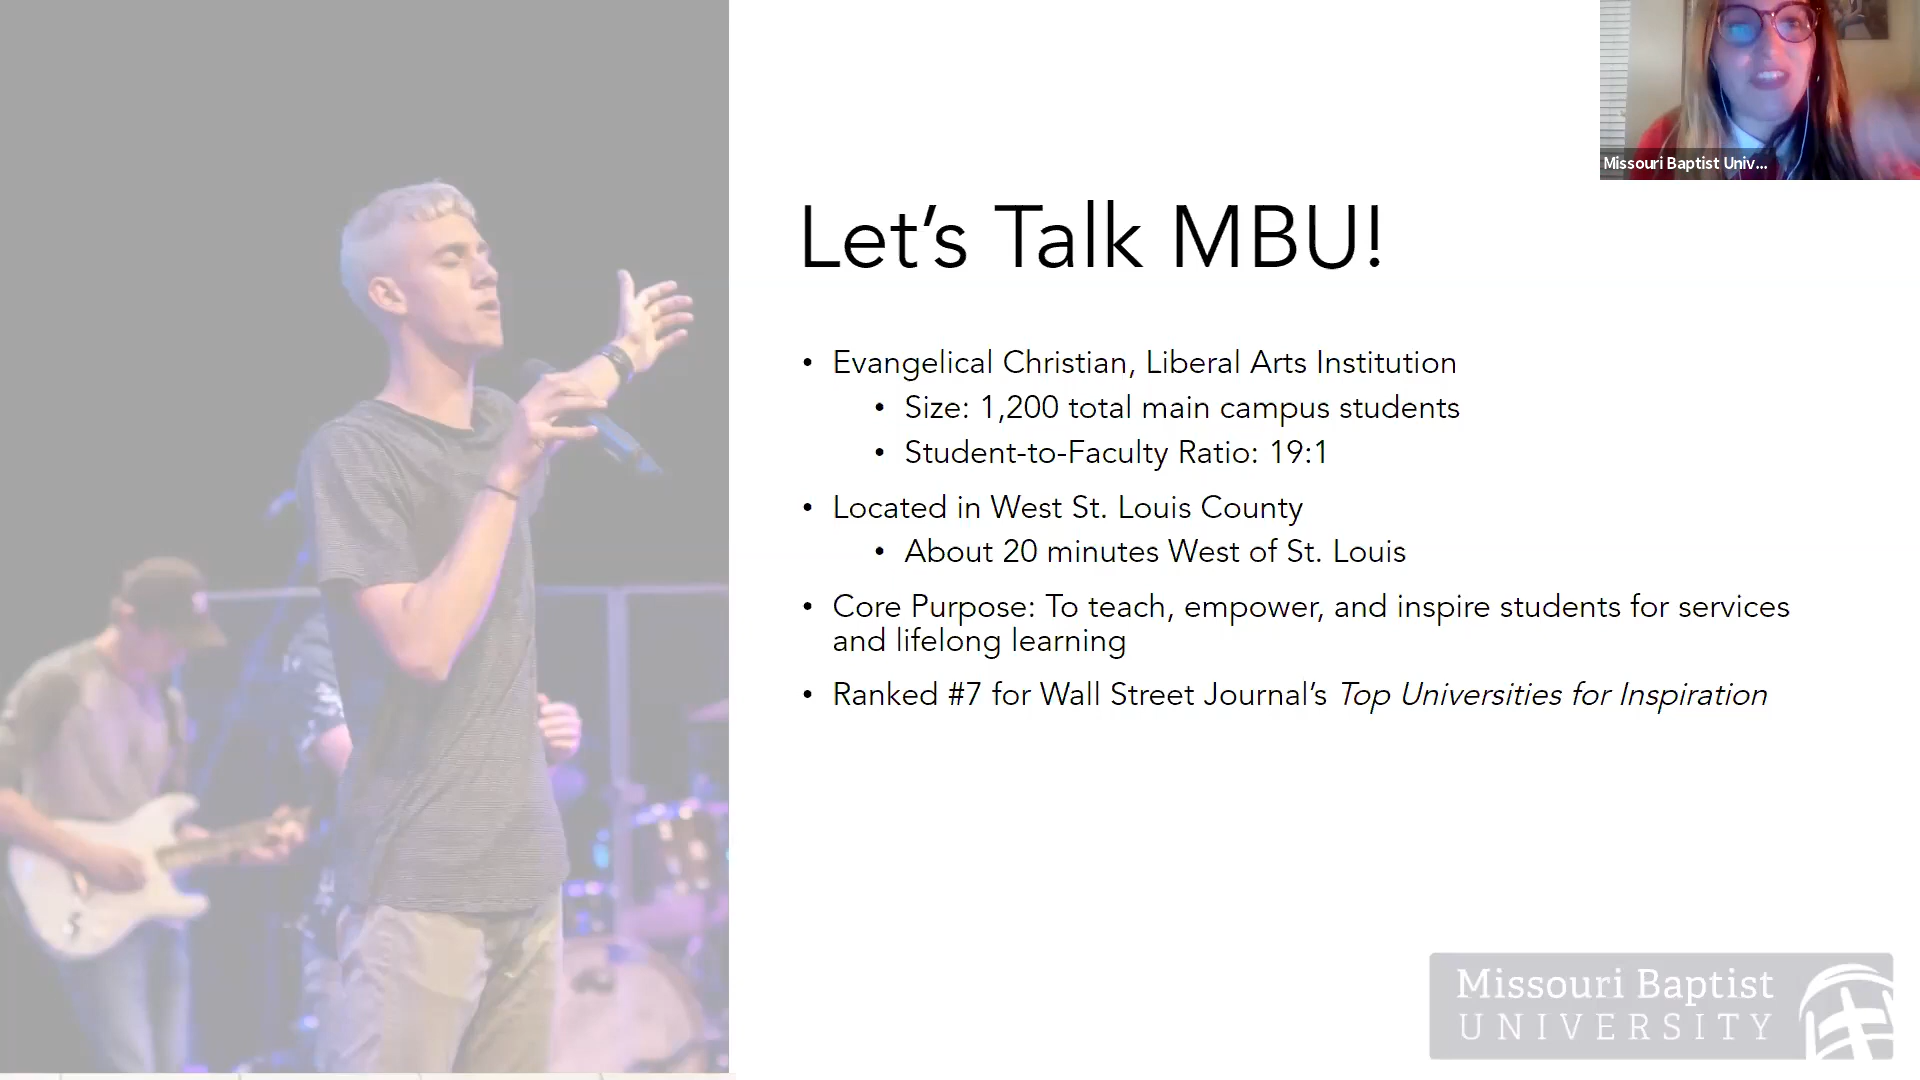 Missouri Baptist Univ...
Let’s Talk MBU!
• Evangelical Christian, Liberal Arts Institution
• Size: 1,200 total main campus students
• Student-to-Faculty Ratio: 19:1
• Located in West St. Louis County
• About 20 minutes West of St. Louis
• Core Purpose: To teach, empower, and inspire students for services
and lifelong learning
• Ranked #7 for Wall Street Journal’s Top Universities for Inspiration
Missouri Baptist
UNIVERSITY